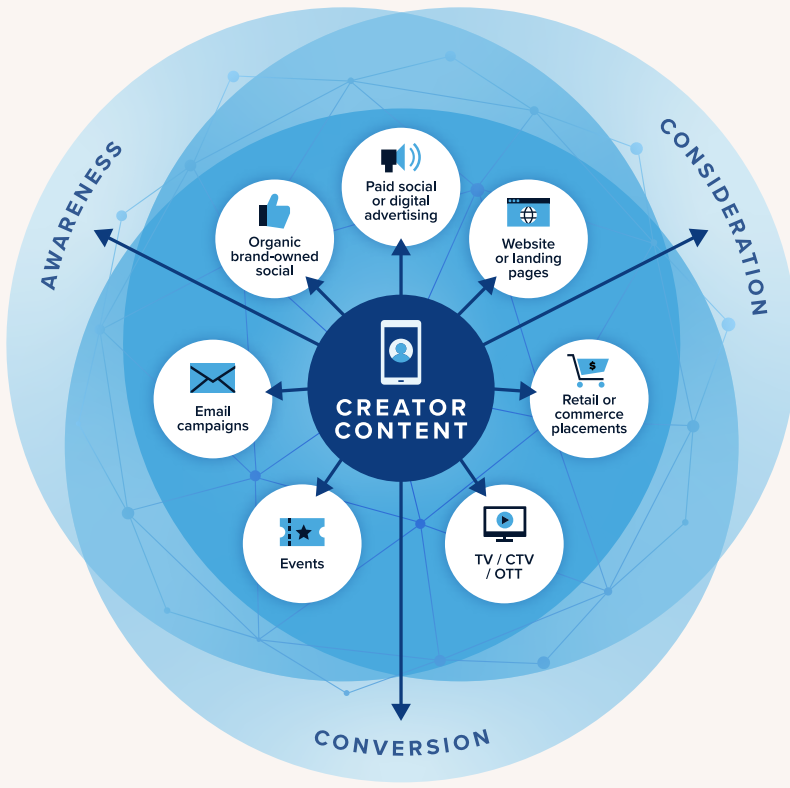 AWARENESS
CONSIDERATION
Paid social
or digital
advertising
Organic
brand-owned
social
Website
or landing
pages
CREATOR
CONTENT
Email
campaigns
$
Retail or
commerce
placements
Events
TV / CTV
/ OTT
CONVERSION